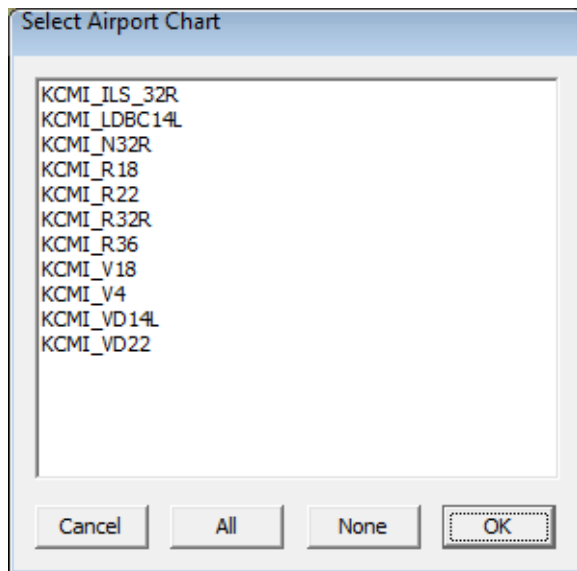 Select Airport Chart
KCMI_ILS_32R
KCMI_LDBC14L
KCMI_N32R
KCMI_R18
KCMI_R22
KCMI_R32R
KCMI_R36
KCMI_V18
KCMI_V4
KCMI_VD14L
KCMI_VD22
Cancel All None OK